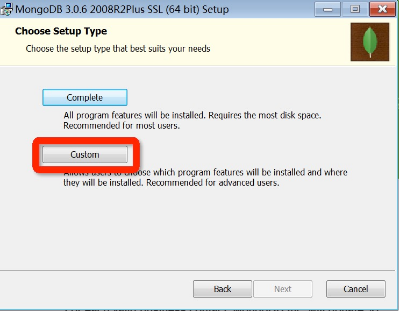 MongoDB 3.0.6 2008R2Plus SSL (64 bit) Setup
Choose Setup Type
Choose the setup type that best suits your needs
Complete
All program features will be installed. Requires the most disk space.
Recommended for most users.
Custom
Allows users to choose which program features will be installed and where
they will be installed. Recommended for advanced users.
Back Next Cancel